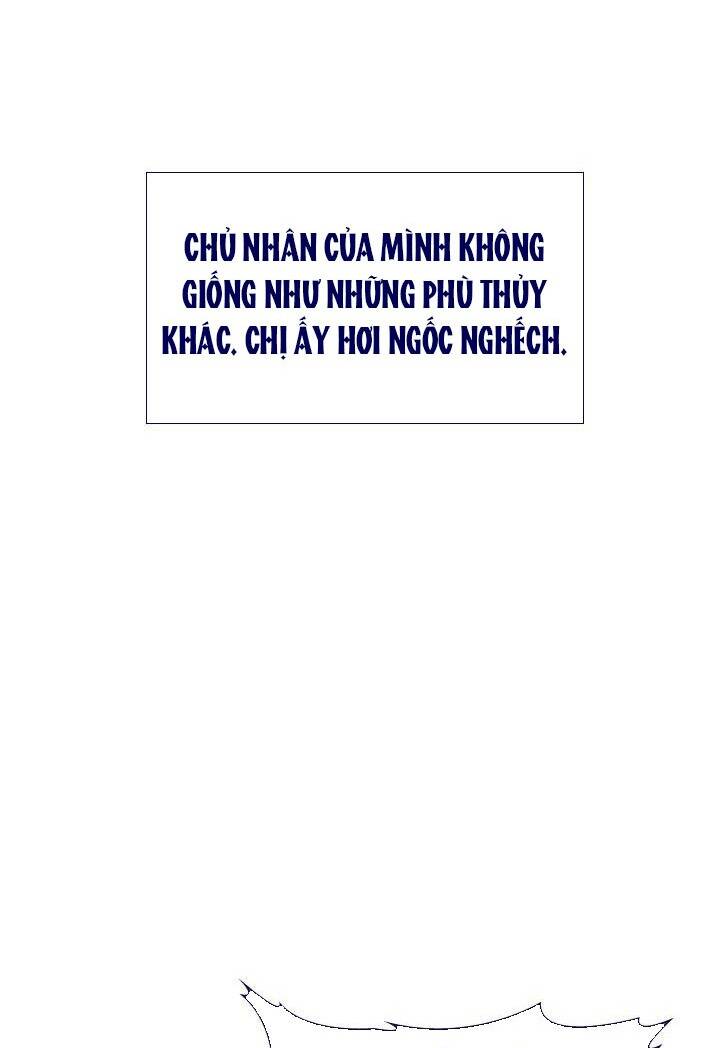 CHỦ NHÂN CỦA MÌNH KHÔNG
GIỐNG NHƯ NHỮNG PHÙ THỦY
KHÁC. CHỊ ẤY HƠI NGỐC NGHẾCH.